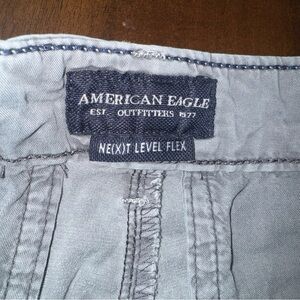 AMERICAN EAGLE
EST. OUTFITTERS 1977
NE(X)T LEVEL FLEX